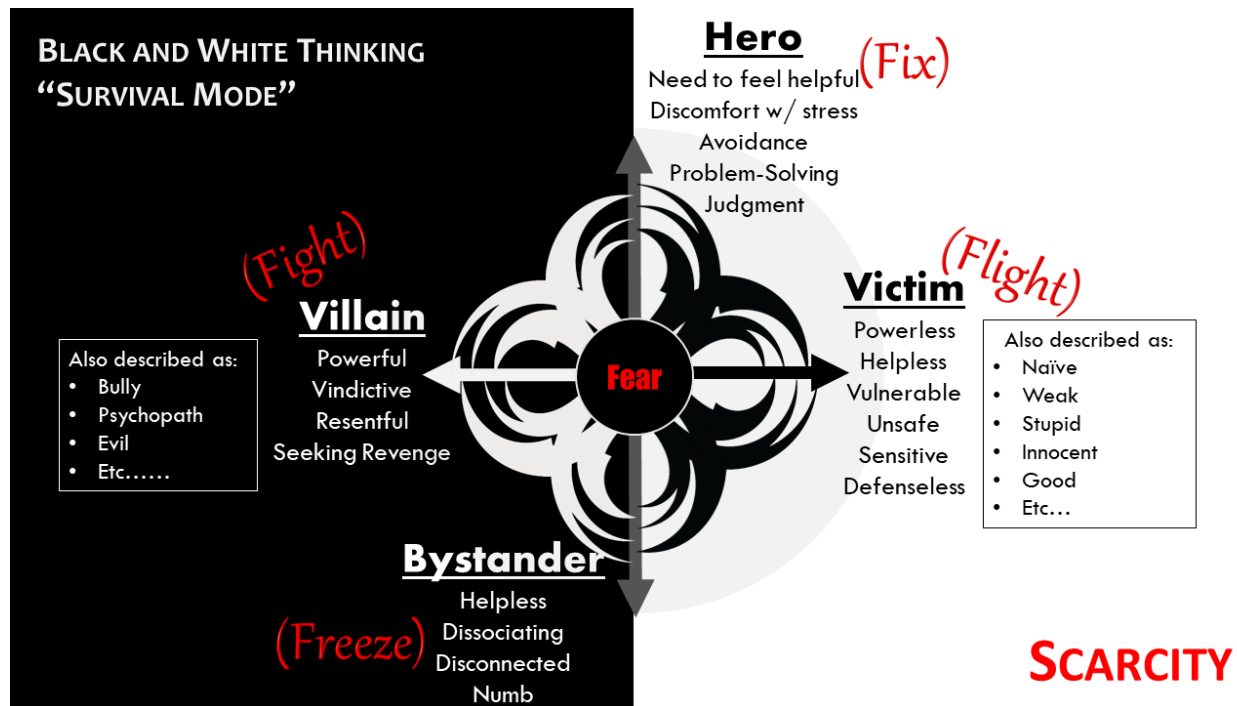 BLACK AND WHITE THINKING
“SURVIVAL MODE”
Hero
(Fix)
Need to feel helpful
Discomfort w/ stress
Avoidance
Problem-Solving
Judgment
(Fight)
Villain
Powerful
Vindictive
Resentful
Seeking Revenge
Also described as:
• Bully
• Psychopath
• Evil
• Etc……
Fear
(Flight)
Victim
Powerless
Helpless
Vulnerable
Unsafe
Sensitive
Defenseless
Also described as:
• Naïve
• Weak
• Stupid
• Innocent
• Good
• Etc…
Bystander
(Freeze)
Helpless
Dissociating
Disconnected
Numb
SCARCITY